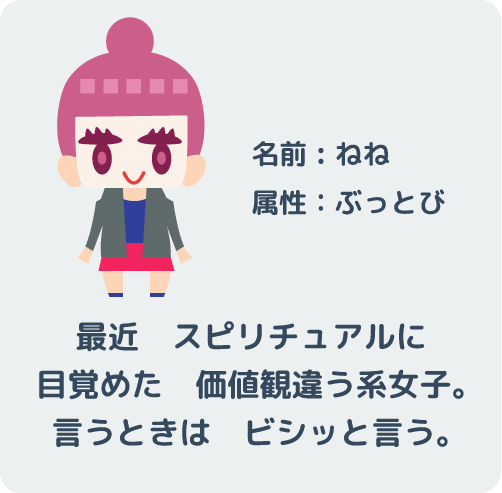 名前：ねね
属性：ぶっとび
最近　スピリチュアルに
目覚めた　価値観違う系女子。
言うときは　ビシッと言う。